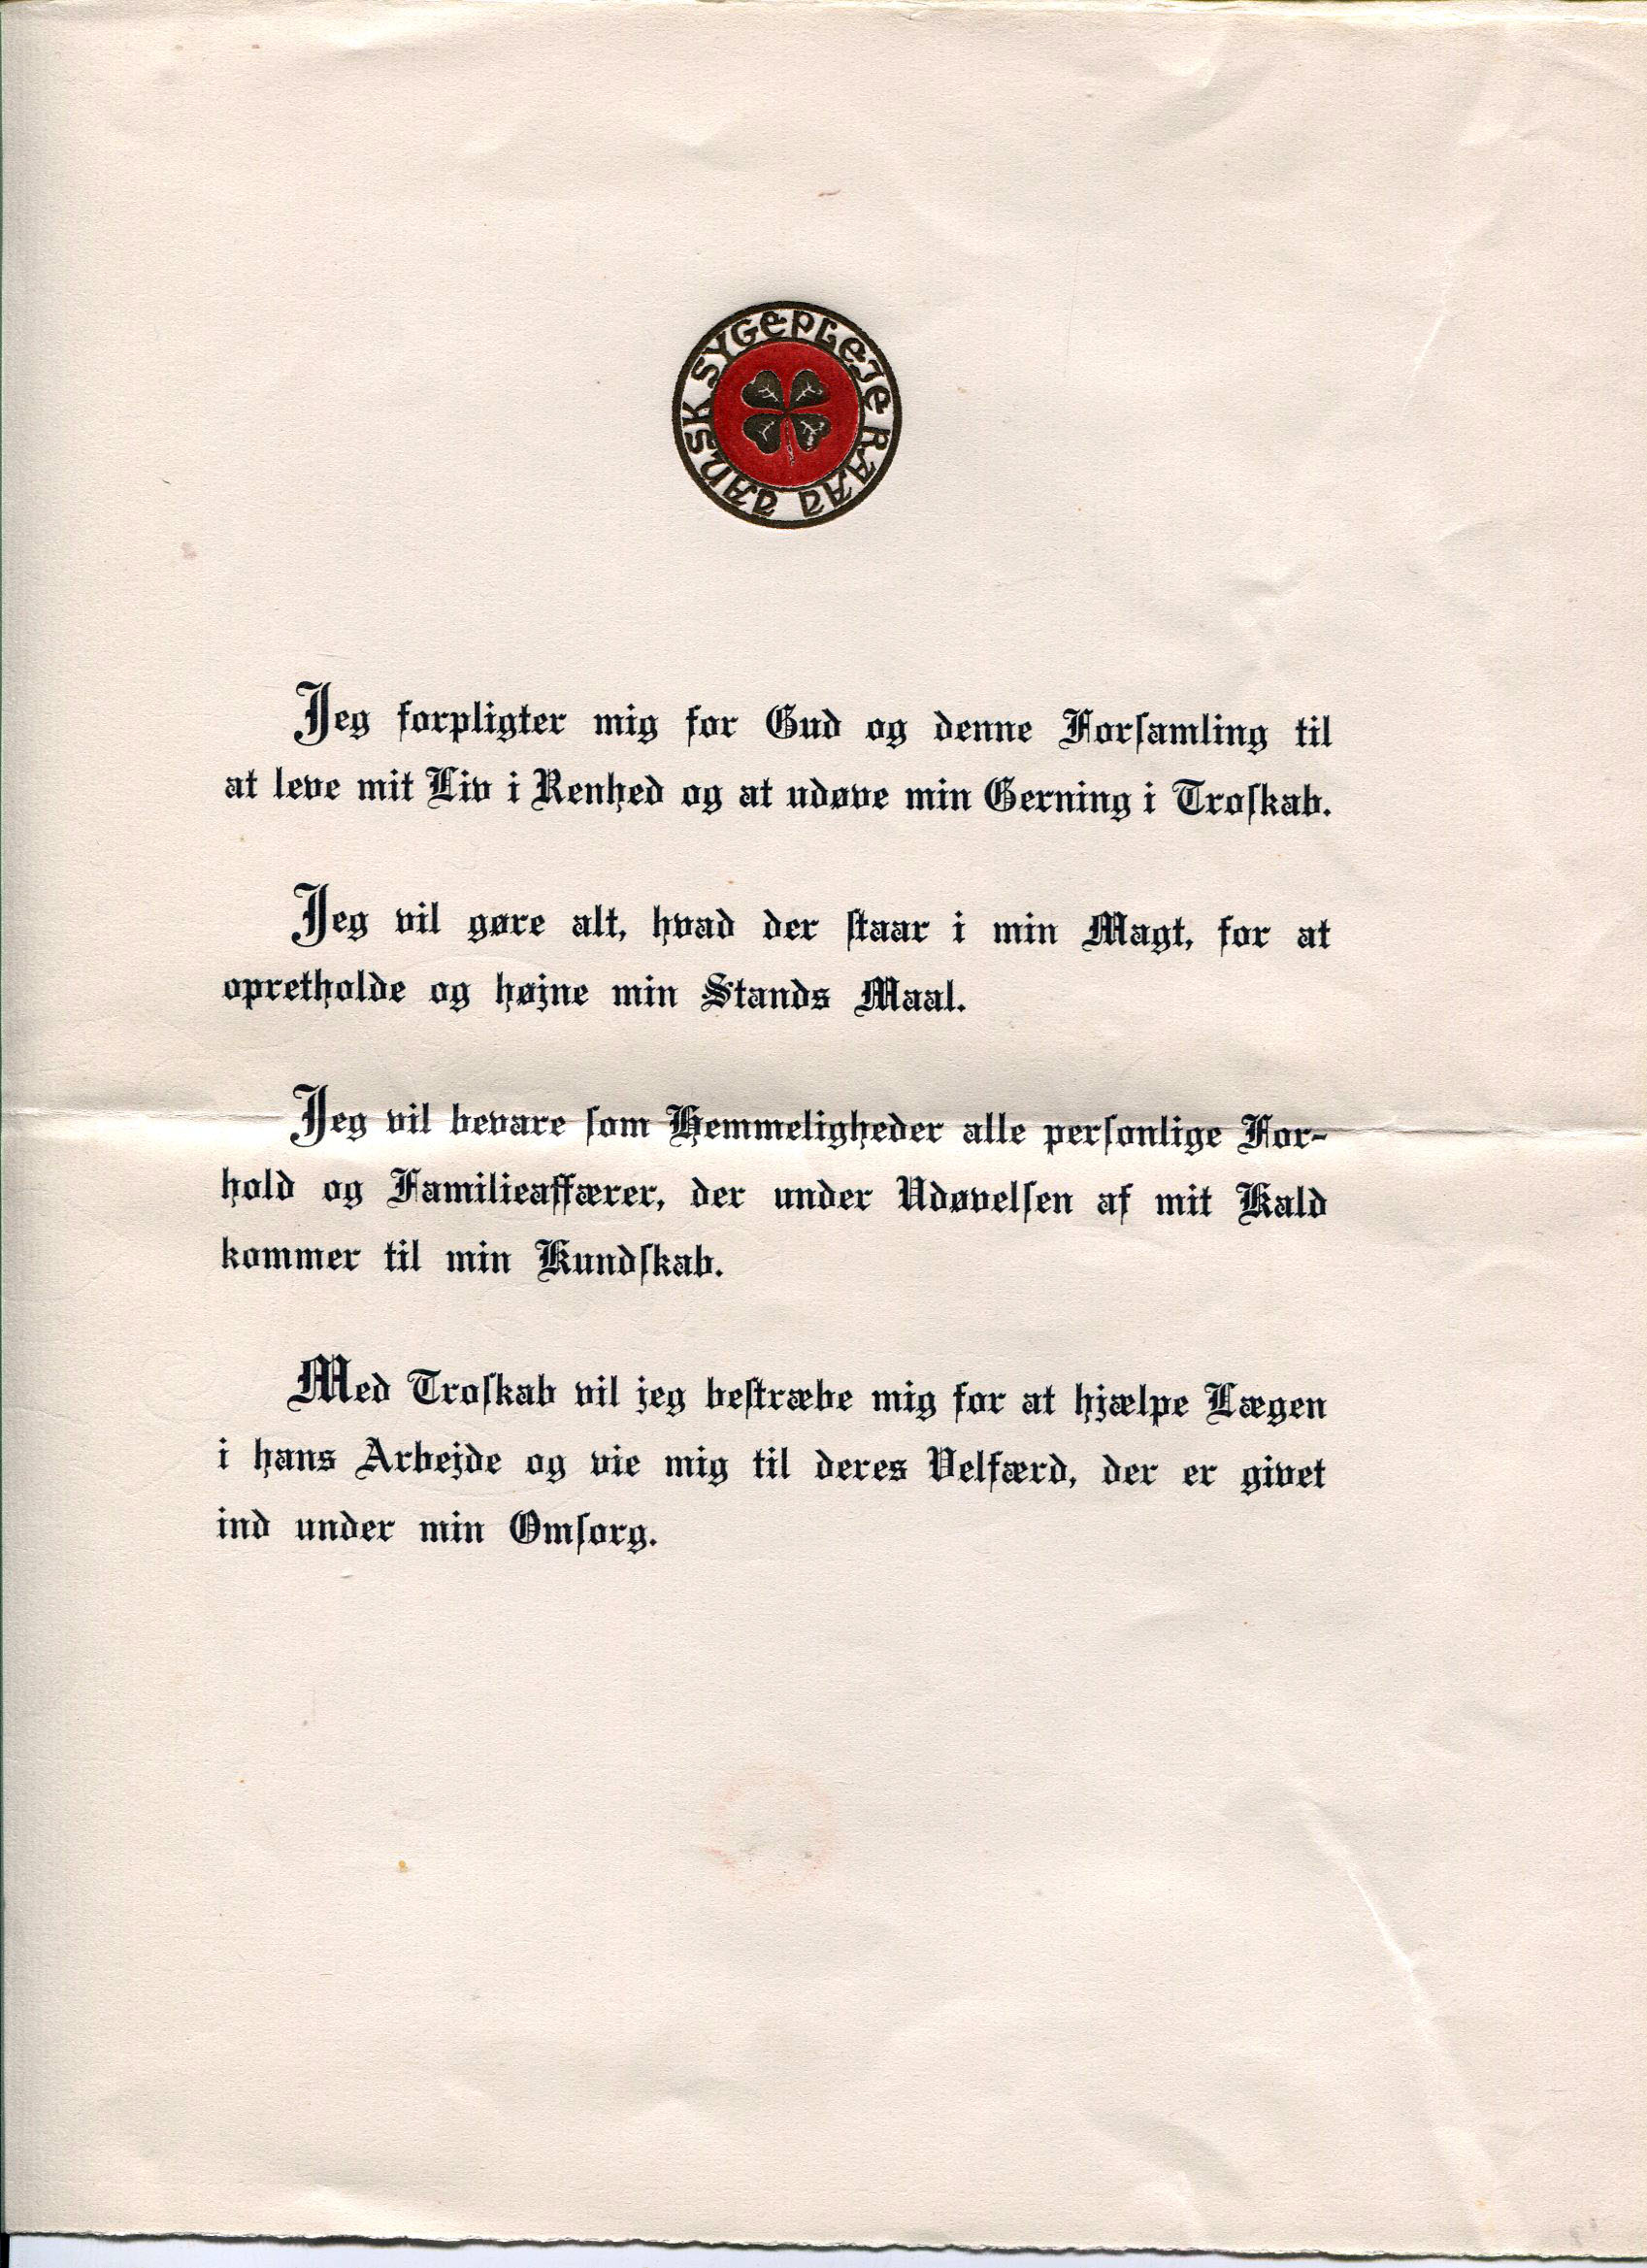 DANSK SYGEPLEJERAAD
Jeg forpligter mig for Gud og denne Forsamling til
at leve mit Liv i Renhed og at udøve min Gerning i Troskab.
Jeg vil gøre alt, hvad der staar i min Magt, for at
opretholde og højne min Stands Maal.
Jeg vil bevare som Hemmeligheder alle personlige For-
hold og Familieaffærer, der under Udøvelsen af mit Kald
kommer til min Kundskab.
Med Troskab vil jeg bestræbe mig for at hjælpe Lægen
i hans Arbejde og vie mig til deres Velfærd, der er givet
ind under min Omsorg.